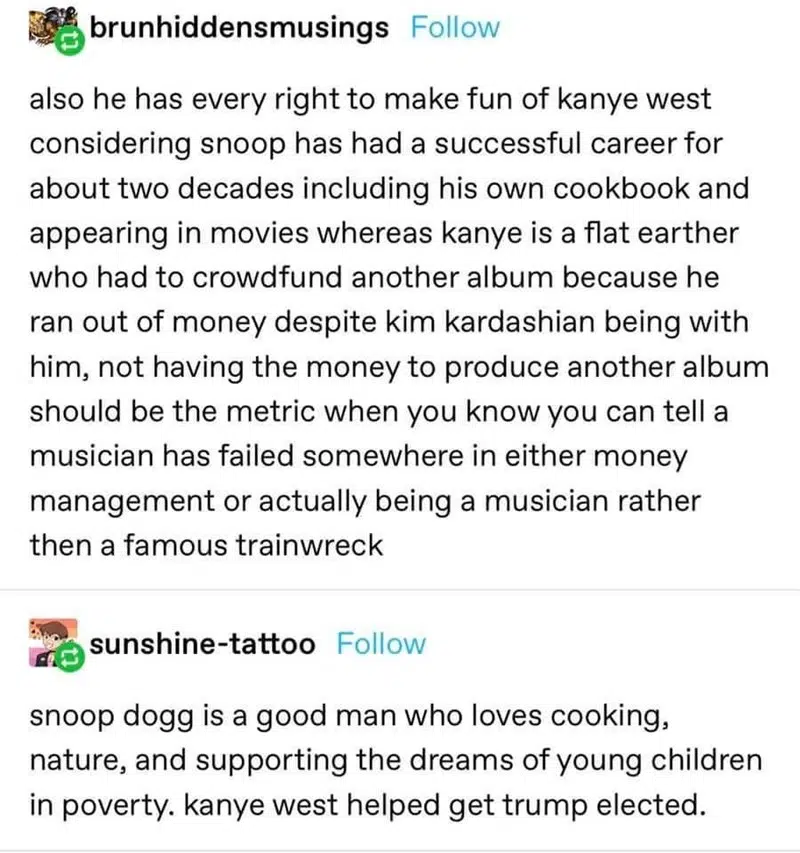 brunhiddensmusings Follow
also he has every right to make fun of kanye west
considering snoop has had a successful career for
about two decades including his own cookbook and
appearing in movies whereas kanye is a flat earther
who had to crowdfund another album because he
ran out of money despite kim kardashian being with
him, not having the money to produce another album
should be the metric when you know you can tell a
musician has failed somewhere in either money
management or actually being a musician rather
then a famous trainwreck
sunshine-tattoo Follow
snoop dogg is a good man who loves cooking,
nature, and supporting the dreams of young children
in poverty. kanye west helped get trump elected.